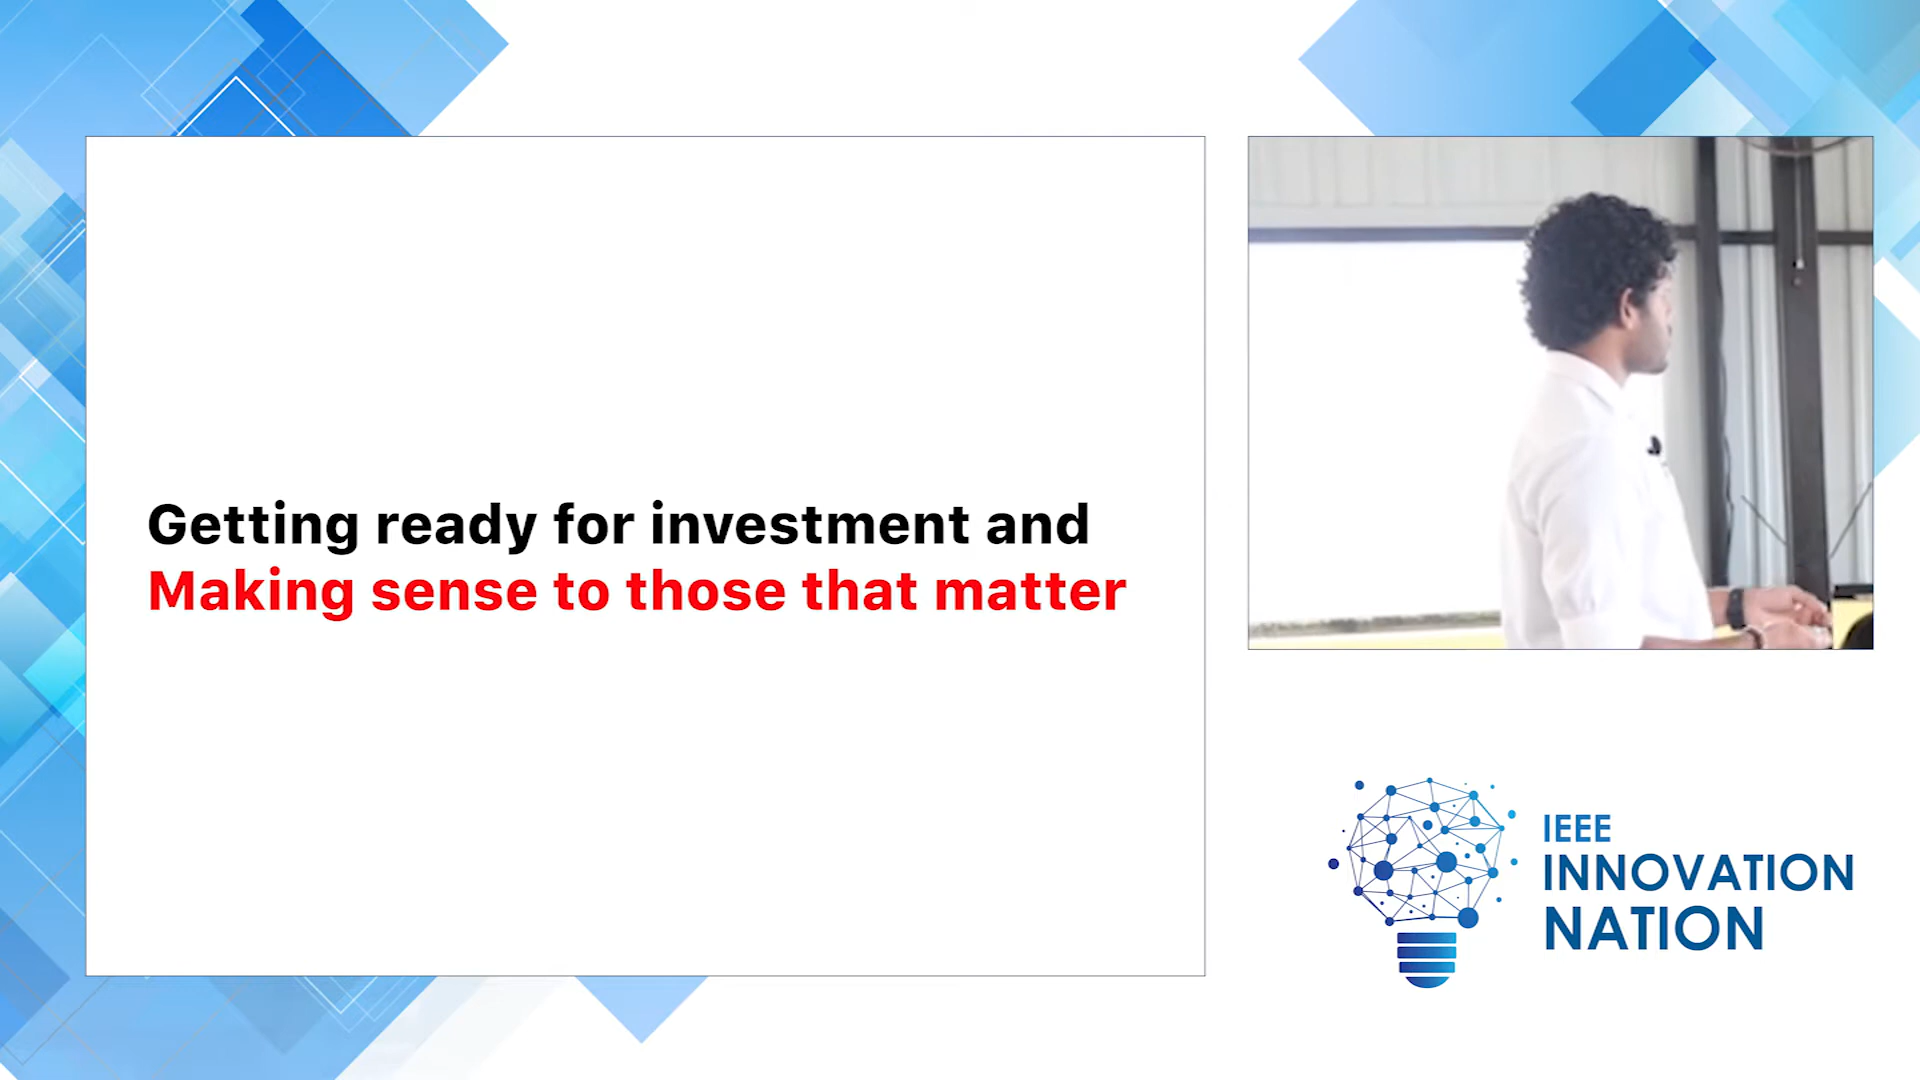 Getting ready for investment and
Making sense to those that matter
IEEE
INNOVATION
NATION